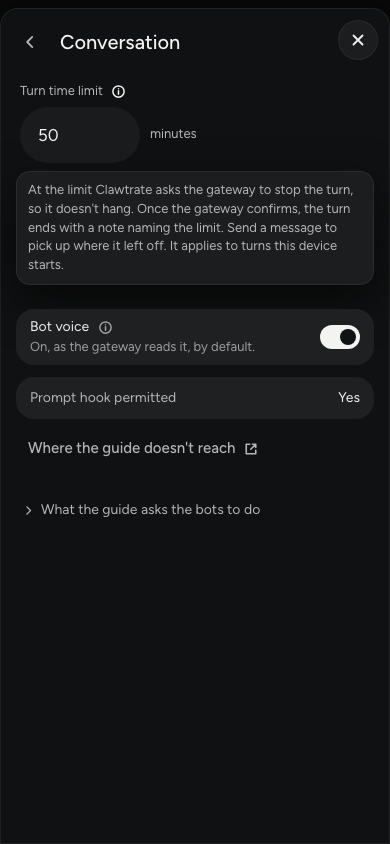 Conversation
Turn time limit
50
minutes
At the limit Clawtrate asks the gateway to stop the turn,
so it doesn't hang. Once the gateway confirms, the turn
ends with a note naming the limit. Send a message to
pick up where it left off. It applies to turns this device
starts.
Bot voice
On, as the gateway reads it, by default.
Prompt hook permitted
Yes
Where the guide doesn't reach
What the guide asks the bots to do